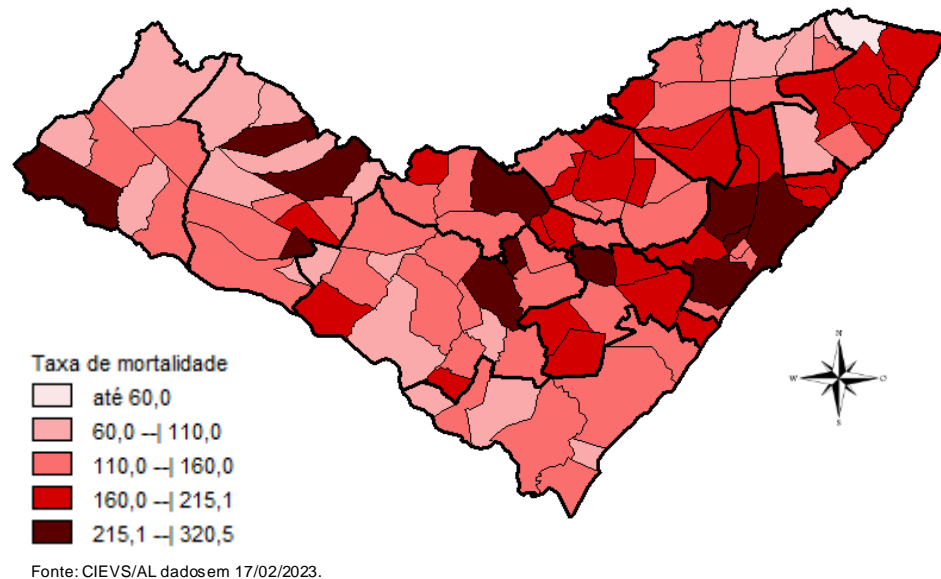 N
W
O
S
Taxa de mortalidade
até 60,0
60,0 --| 110,0
110,0 --| 160,0
160,0 --| 215,1
215,1 --| 320,5
Fonte: CIEVS/AL dadosem 17/02/2023.